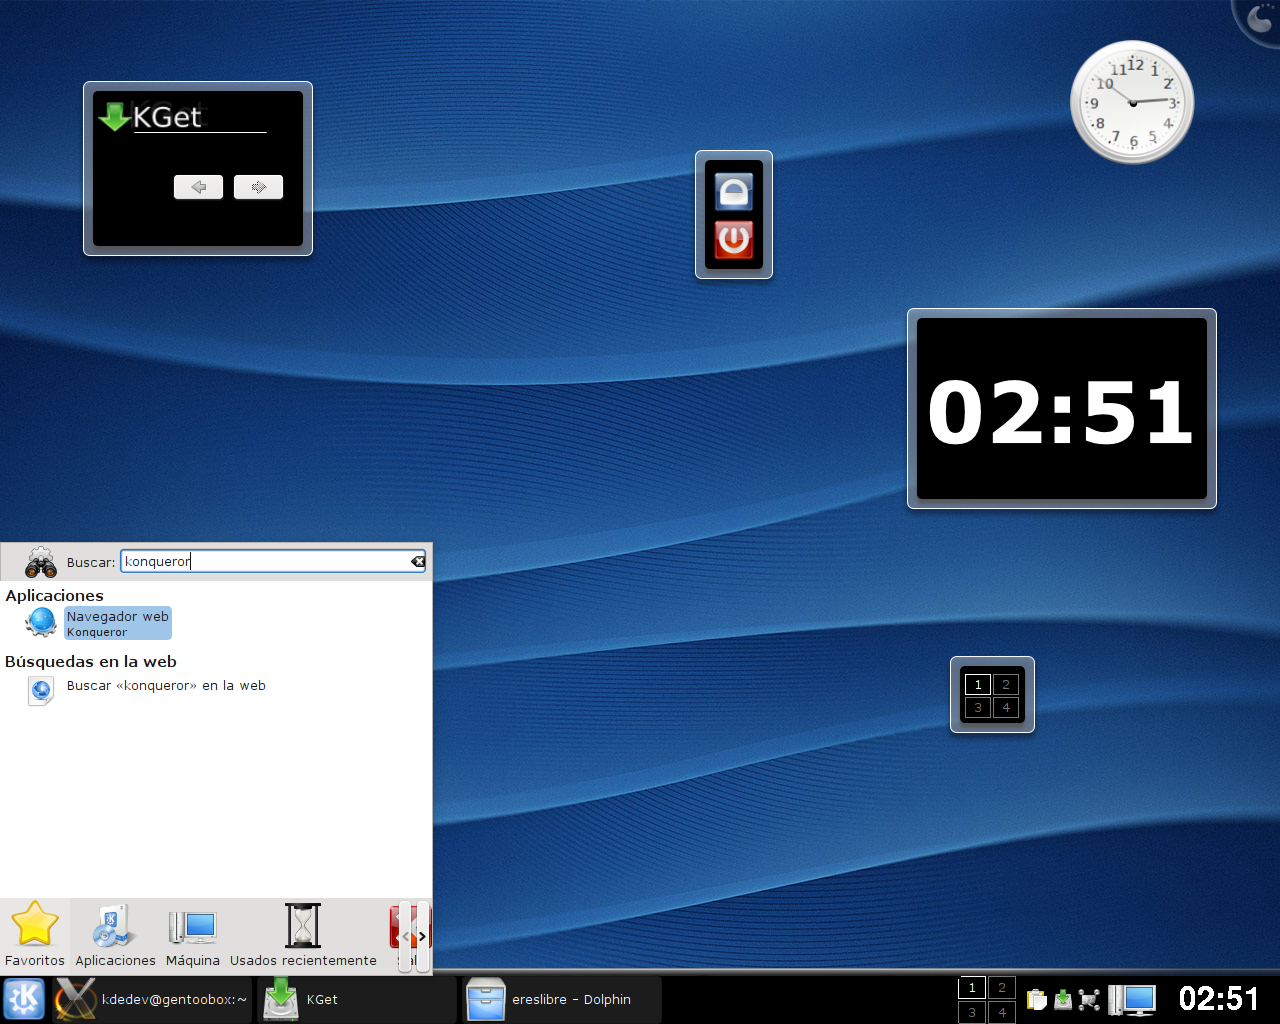 KGet
12
1
2
3
4
5
6
7
8
9
10
11
02:51
Buscar: konqueror
Aplicaciones
Navegador web
Konqueror
Búsquedas en la web
Buscar «konqueror» en la web
1 2
3 4
Favoritos Aplicaciones Máquina Usados recientemente
kdedev@gentoobox:~ KGet ereslibre - Dolphin
1 2
3 4
02:51